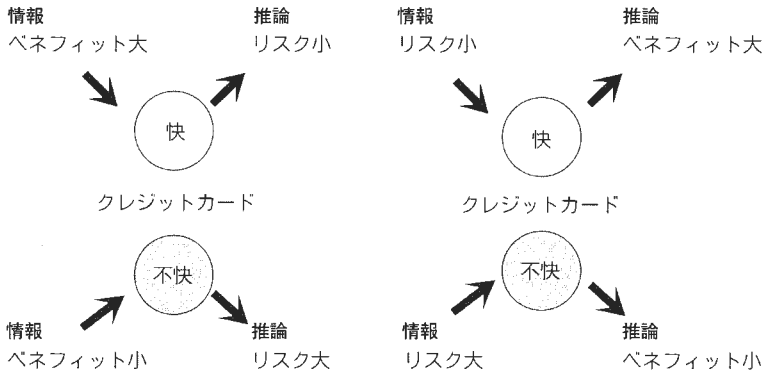 情報
ベネフィット大
推論
リスク小
快
クレジットカード
不快
情報
ベネフィット小
推論
リスク大
情報
リスク小
推論
ベネフィット大
快
クレジットカード
不快
情報
リスク大
推論
ベネフィット小